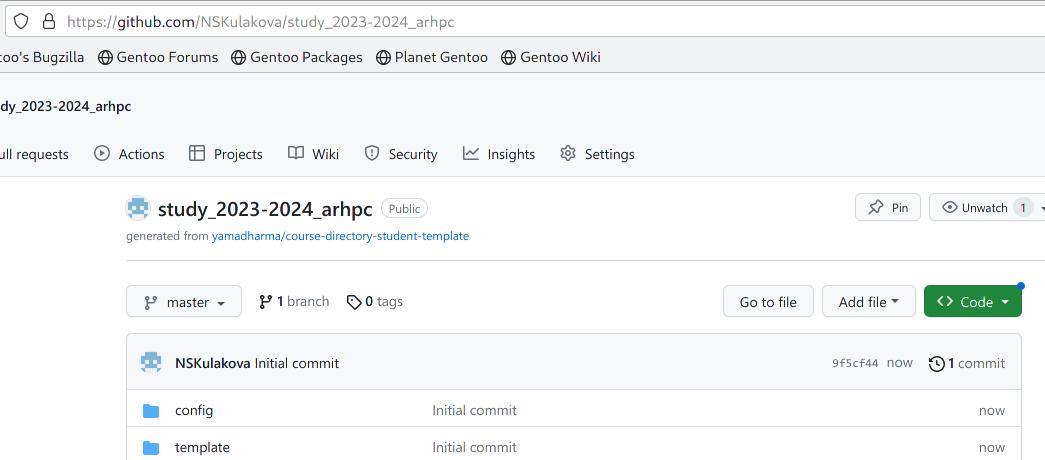 https://github.com/NSKulakova/study_2023-2024_arhpc
too's Bugzilla Gentoo Forums Gentoo Packages Planet Gentoo Gentoo Wiki
dy_2023-2024_arhpc
ull requests Actions Projects Wiki Security Insights Settings
study_2023-2024_arhpc Public Pin Unwatch 1
generated from yamadharma/course-directory-student-template
master 1 branch 0 tags Go to file Add file <> Code
NSKulakova Initial commit 9f5cf44 now 1 commit
config Initial commit now
template Initial commit now